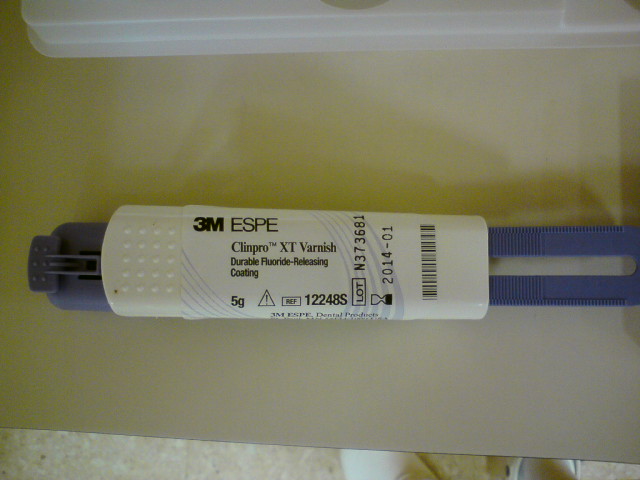 3M ESPE
Clinpro™ XT Varnish
Durable Fluoride-Releasing
Coating
5g REF 12248S
3M ESPE, Dental Products
LOT N373681
2014-01